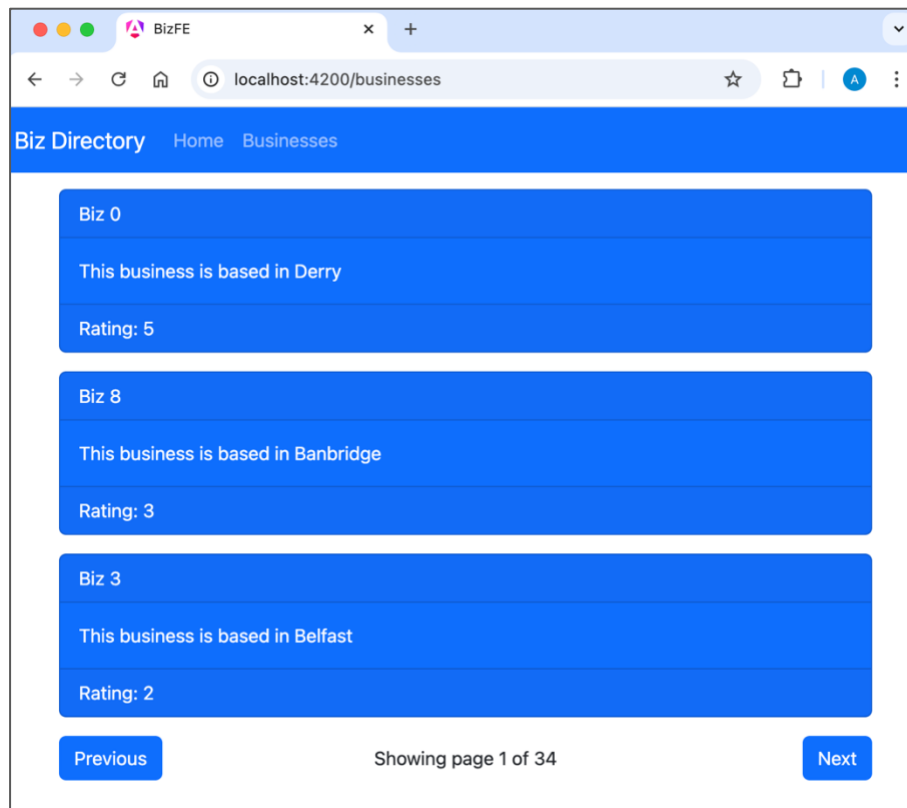 BizFE
localhost:4200/businesses
A
Biz Directory Home Businesses
Biz 0
This business is based in Derry
Rating: 5
Biz 8
This business is based in Banbridge
Rating: 3
Biz 3
This business is based in Belfast
Rating: 2
Previous Showing page 1 of 34 Next